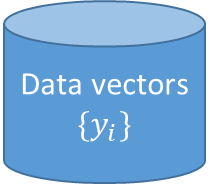 Data vectors
{yᵢ}